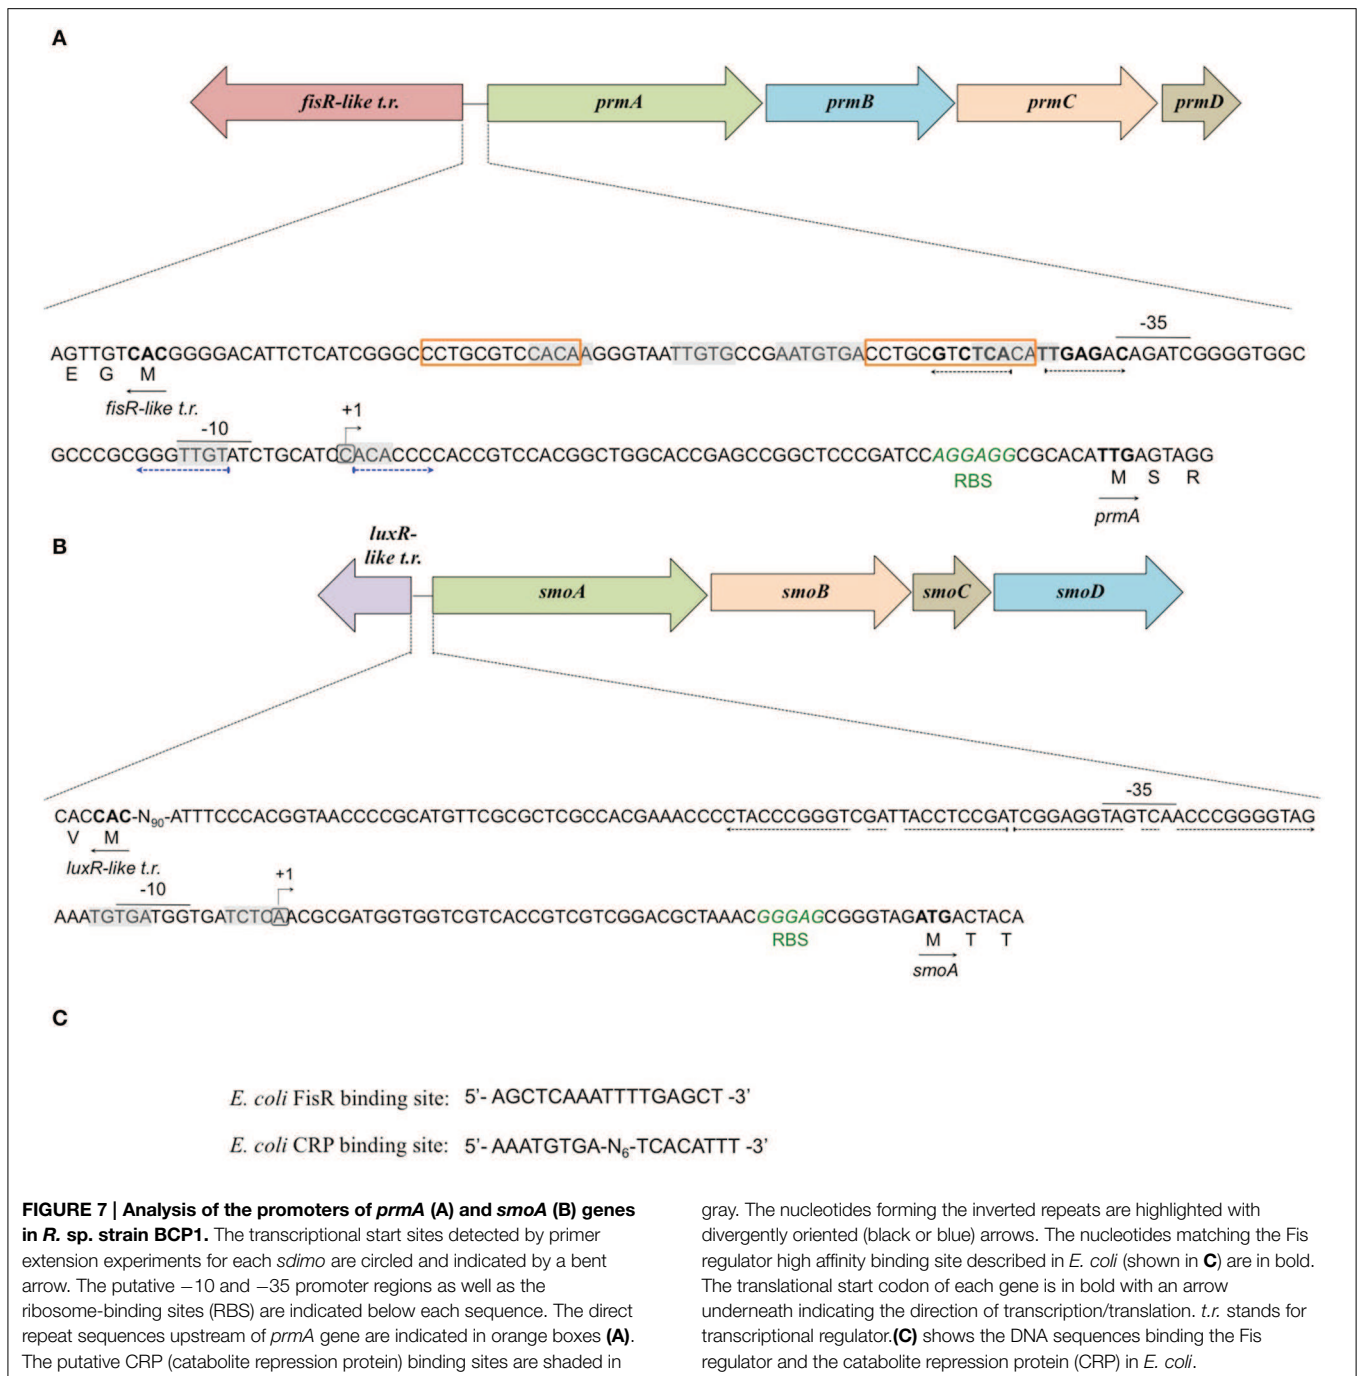 A
fisR-like t.r. prmA prmB prmC prmD
-35
AGTTGTCACGGGGACATTCTCATCGGGCCCCTGCGTCCACAAGGGTAATTGTGCCGAATGTGACCTGCGTCTCACATTGAGACAGATCGGGGTGGC
E G M
fisR-like t.r.
-10 +1
GCCCGCGGGTTGTATCTGCATCCACACCCCACCGTCCACGGCTGGCACCGAGCCGGCTCCCGATCCAGGAGGCGCACATTGAGTAGG
RBS M S R
prmA
B
luxR-
like t.r.
smoA smoB smoC smoD
-35
CACCAC-N90-ATTTCCCACGGTAACCCCGCATGTTCGCGCTCGCCACGAAACCCCTACCCGGGTCGATTACCTCCGATCGGAGGTAGTCAACCCGGGGTAG
V M
luxR-like t.r.
-10 +1
AAATGTGATGGTGATCTCAACGCGATGGTGGTCGTCACCGTCGTCGGACGCTAAACGGGAGCGGGTAGATGACTACA
RBS M T T
smoA
C
E. coli FisR binding site: 5'- AGCTCAAATTTTGAGCT -3'
E. coli CRP binding site: 5'- AAATGTGA-N6-TCACATTT -3'
FIGURE 7 | Analysis of the promoters of prmA (A) and smoA (B) genes
in R. sp. strain BCP1. The transcriptional start sites detected by primer
extension experiments for each sdimo are circled and indicated by a bent
arrow. The putative −10 and −35 promoter regions as well as the
ribosome-binding sites (RBS) are indicated below each sequence. The direct
repeat sequences upstream of prmA gene are indicated in orange boxes (A).
The putative CRP (catabolite repression protein) binding sites are shaded in
gray. The nucleotides forming the inverted repeats are highlighted with
divergently oriented (black or blue) arrows. The nucleotides matching the Fis
regulator high affinity binding site described in E. coli (shown in C) are in bold.
The translational start codon of each gene is in bold with an arrow
underneath indicating the direction of transcription/translation. t.r. stands for
transcriptional regulator.(C) shows the DNA sequences binding the Fis
regulator and the catabolite repression protein (CRP) in E. coli.